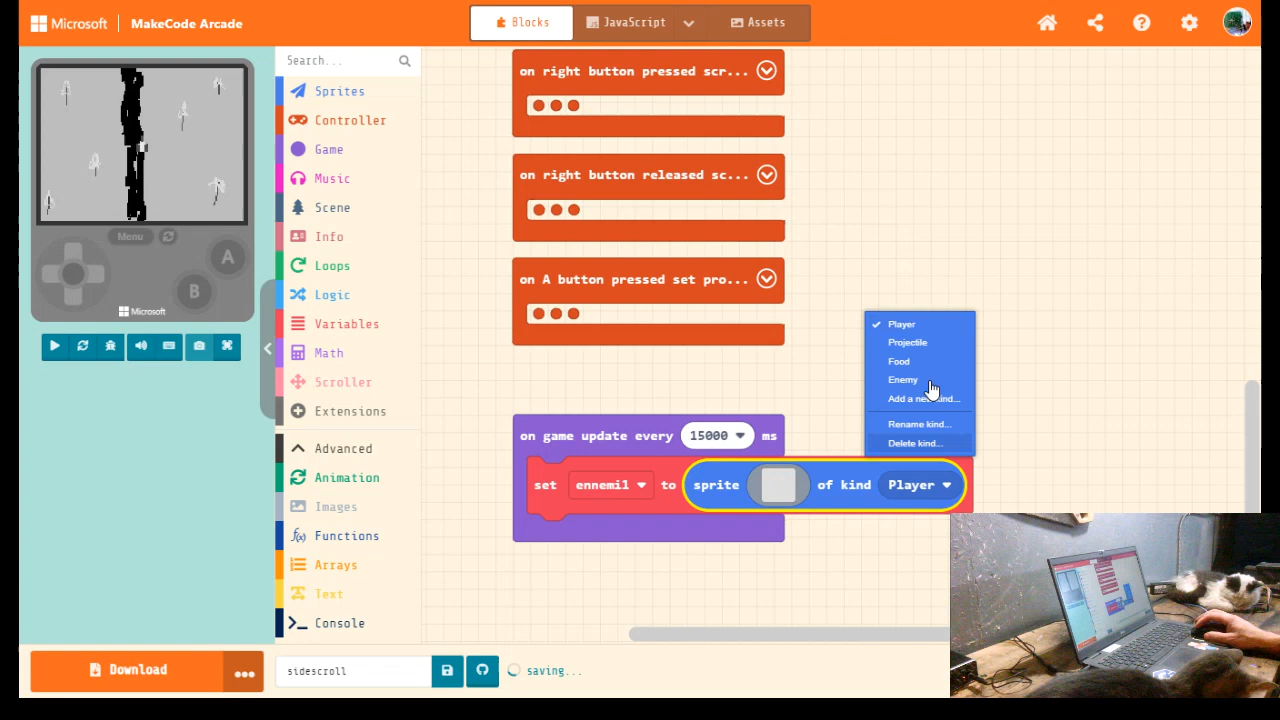 Microsoft
MakeCode Arcade
Blocks
JavaScript
Assets
Menu
A
B
Microsoft
Search...
Sprites
Controller
Game
Music
Scene
Info
Loops
Logic
Variables
Math
Scroller
Extensions
Advanced
Animation
Images
Functions
Arrays
Text
Console
on right button pressed scr...
on right button released sc...
on A button pressed set pro...
Player
Projectile
Food
Enemy
Add a new kind...
Rename kind...
Delete kind...
on game update every 15000 ms
set ennemi1 to sprite of kind Player
Download
sidescroll
saving...